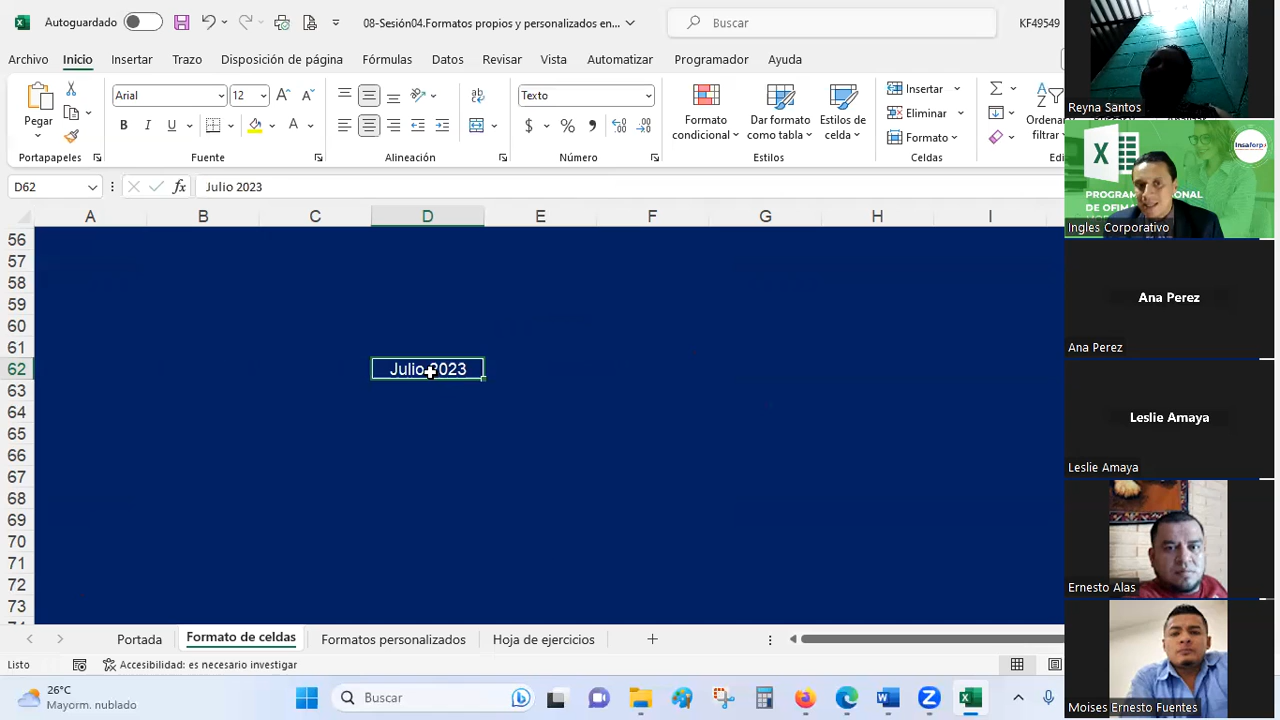 Autoguardado
08-Sesión04.Formatos propios y personalizados en...
Buscar
KF49549
Archivo
Inicio
Insertar
Trazo
Disposición de página
Fórmulas
Datos
Revisar
Vista
Automatizar
Programador
Ayuda
Pegar
Portapapeles
Arial
12
N K S
Fuente
Alineación
Texto
Número
Formato condicional
Dar formato como tabla
Estilos de celda
Estilos
Insertar
Eliminar
Formato
Celdas
Ordenar
filtrar
D62
Julio 2023
A B C D E F G H I
56
57
58
59
60
61
62
Julio 2023
63
64
65
66
67
68
69
70
71
72
73
Portada
Formato de celdas
Formatos personalizados
Hoja de ejercicios
Listo
Accesibilidad: es necesario investigar
26°C
Mayorm. nublado
Buscar
Reyna Santos
Insaforp
Ingles Corporativo
Ana Perez
Ana Perez
Leslie Amaya
Leslie Amaya
Ernesto Alas
Moises Ernesto Fuentes